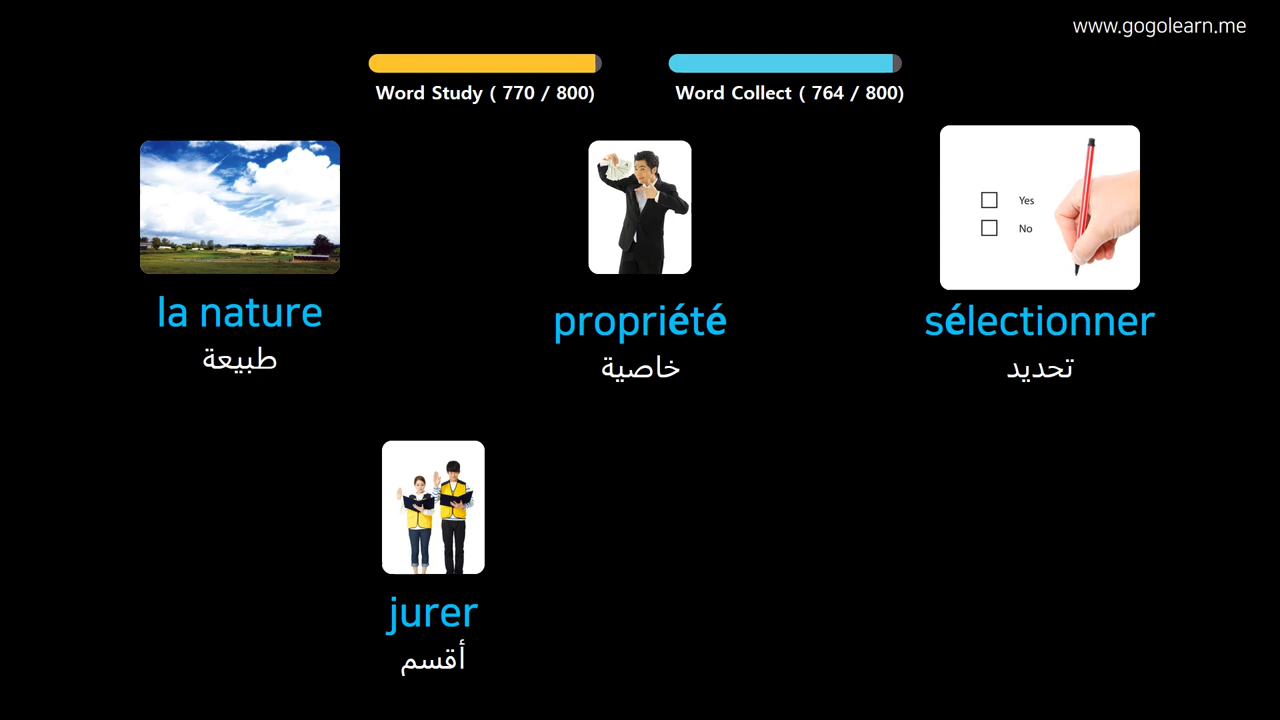 www.gogolearn.me
Word Study ( 770 / 800)
Word Collect ( 764 / 800)
Yes
No
la nature
طبيعة
propriété
خاصية
sélectionner
تحديد
jurer
أقسم